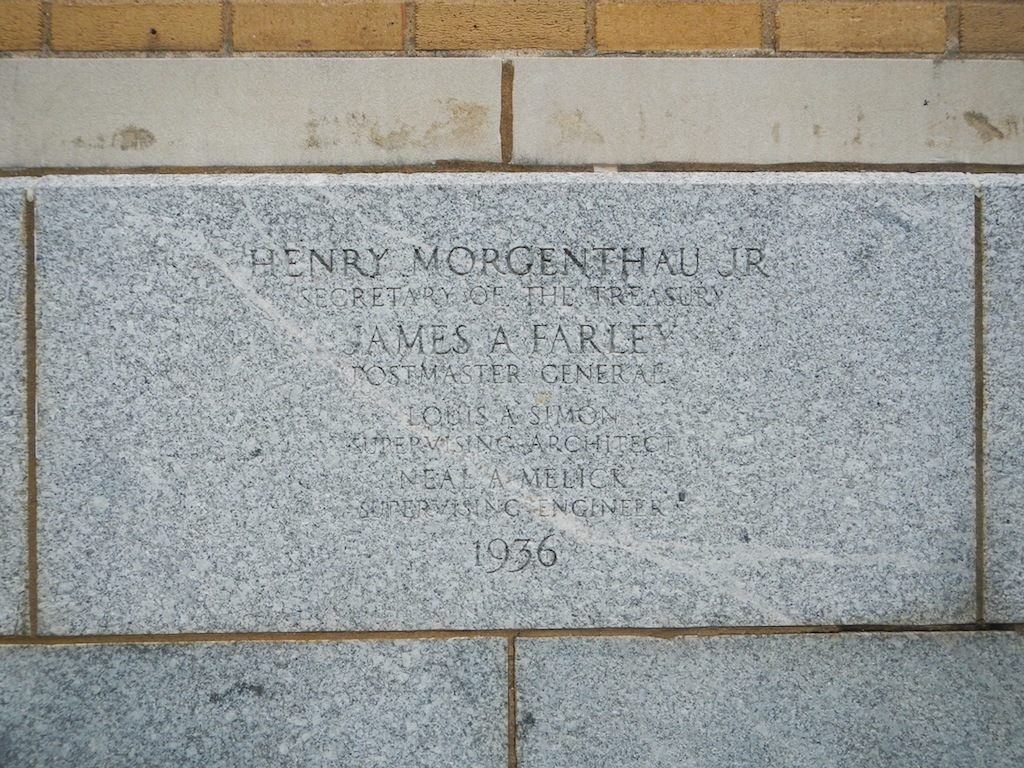 HENRY MORGENTHAU JR
SECRETARY OF THE TREASURY
JAMES A FARLEY
POSTMASTER GENERAL
LOUIS A SIMON
SUPERVISING ARCHITECT
NEAL A MELICK
SUPERVISING ENGINEER
1936